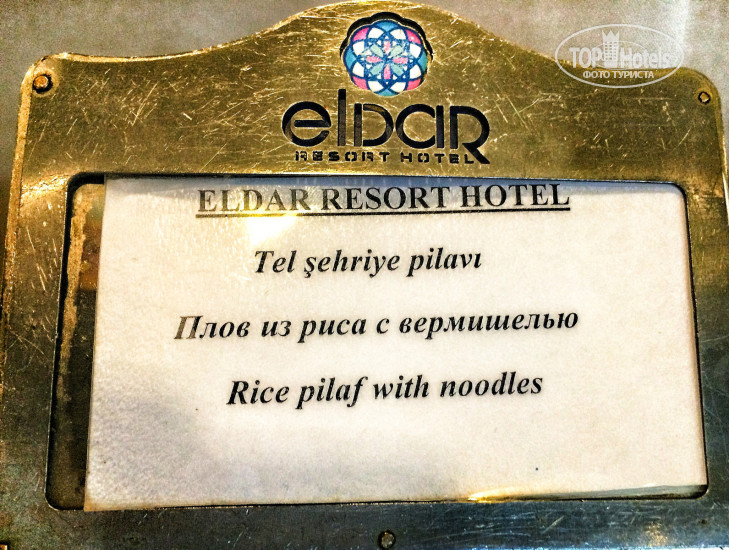 TOP Hotels
ФОТО ТУРИСТА
elDaR
RESORT HOTEL
ELDAR RESORT HOTEL
Tel şehriye pilavı
Плов из риса с вермишелью
Rice pilaf with noodles